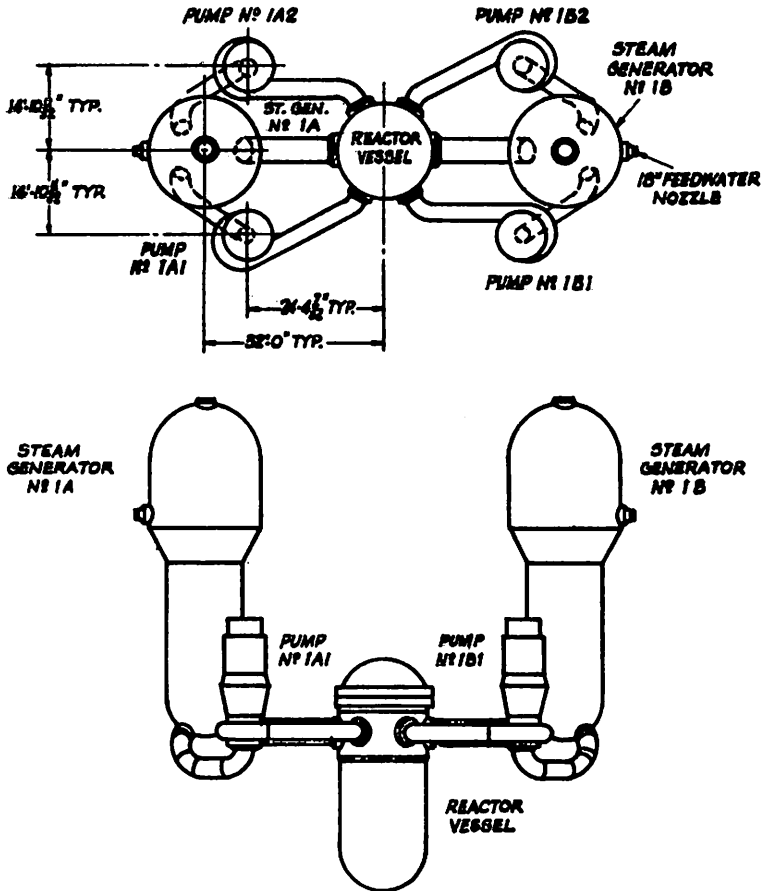 PUMP Nº 1A2
PUMP Nº 1B2
STEAM
GENERATOR
Nº 1B
TYP.
ST. GEN.
Nº 1A
REACTOR
VESSEL
TYP.
18" FEEDWATER
NOZZLE
PUMP
Nº 1A1
PUMP Nº 1B1
TYP.
32'-0" TYP.
STEAM
GENERATOR
Nº 1A
STEAM
GENERATOR
Nº 1B
PUMP
Nº 1A1
PUMP
Nº 1B1
REACTOR
VESSEL